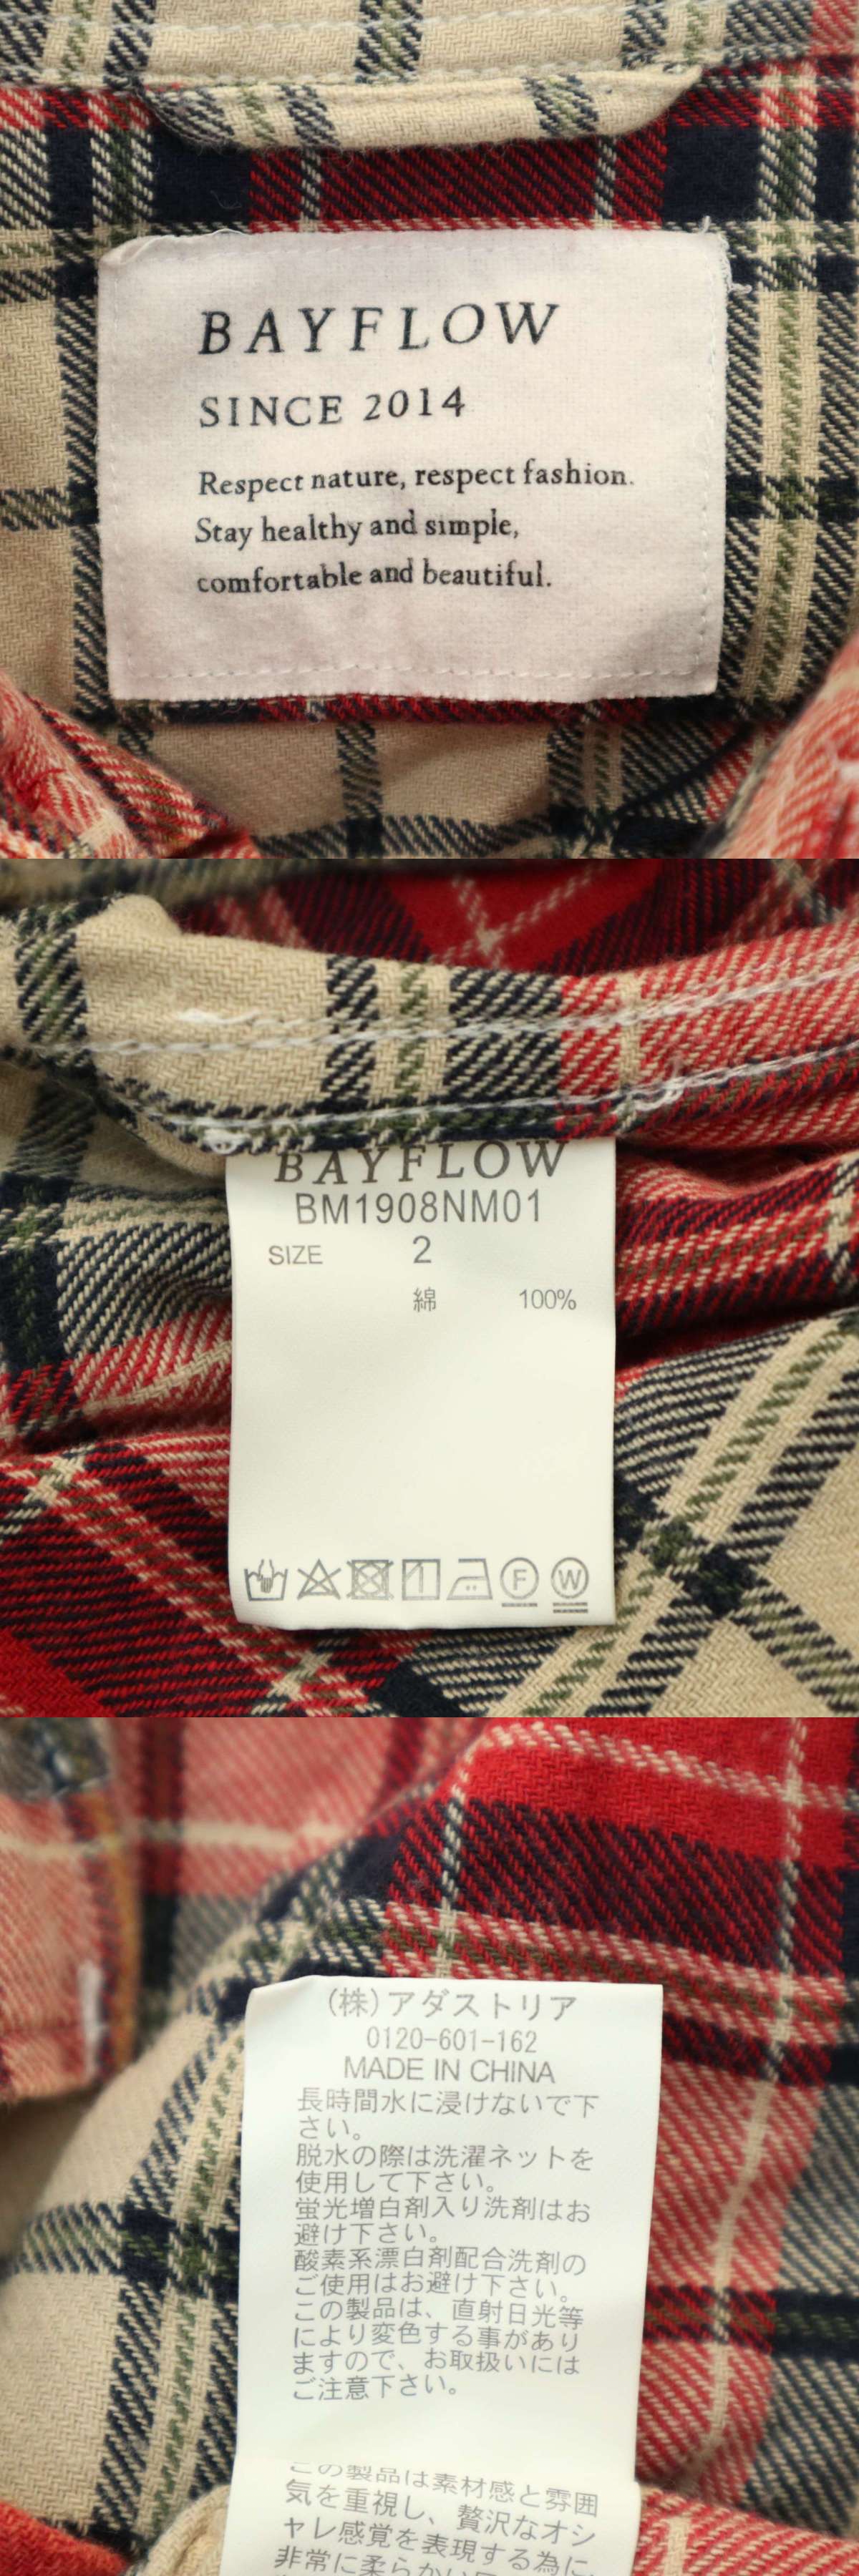 BAYFLOW
SINCE 2014
Respect nature, respect fashion.
Stay healthy and simple,
comfortable and beautiful.
BAYFLOW
BM1908NM01
SIZE 2
綿 100%
F W
(株)アダストリア
0120-601-162
MADE IN CHINA
長時間水に浸けないで下
さい。
脱水の際は洗濯ネットを
使用して下さい。
蛍光増白剤入り洗剤はお
避け下さい。
酸素系漂白剤配合洗剤の
ご使用はお避け下さい。
この製品は、直射日光等
により変色する事があり
ますので、お取扱いには
ご注意下さい。
この製品は素材感と雰囲
気を重視し、贅沢なオシ
ャレ感覚を表現する為に、
非常に柔らかい